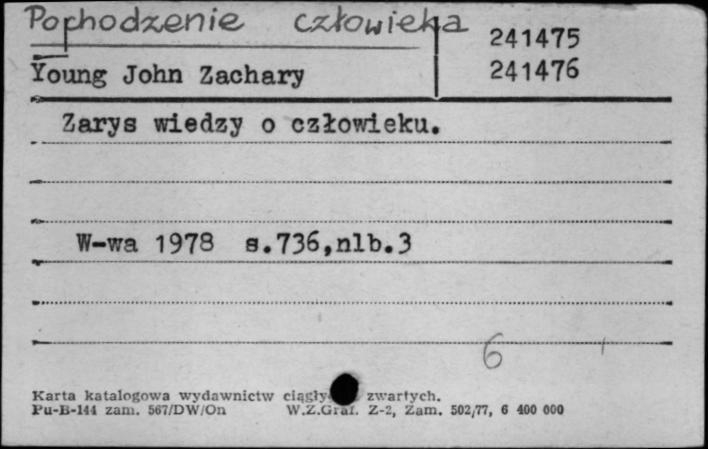 Pochodzenie człowieka
241475
Young John Zachary
241476
Zarys wiedzy o człowieku.
W-wa 1978 s.736,nlb.3
6
Karta katalogowa wydawnictw zwartych.
Pu-B-144 zam. 567/DW/On W.Z.Graf. Z-2, Zam. 502/77, 6 400 000